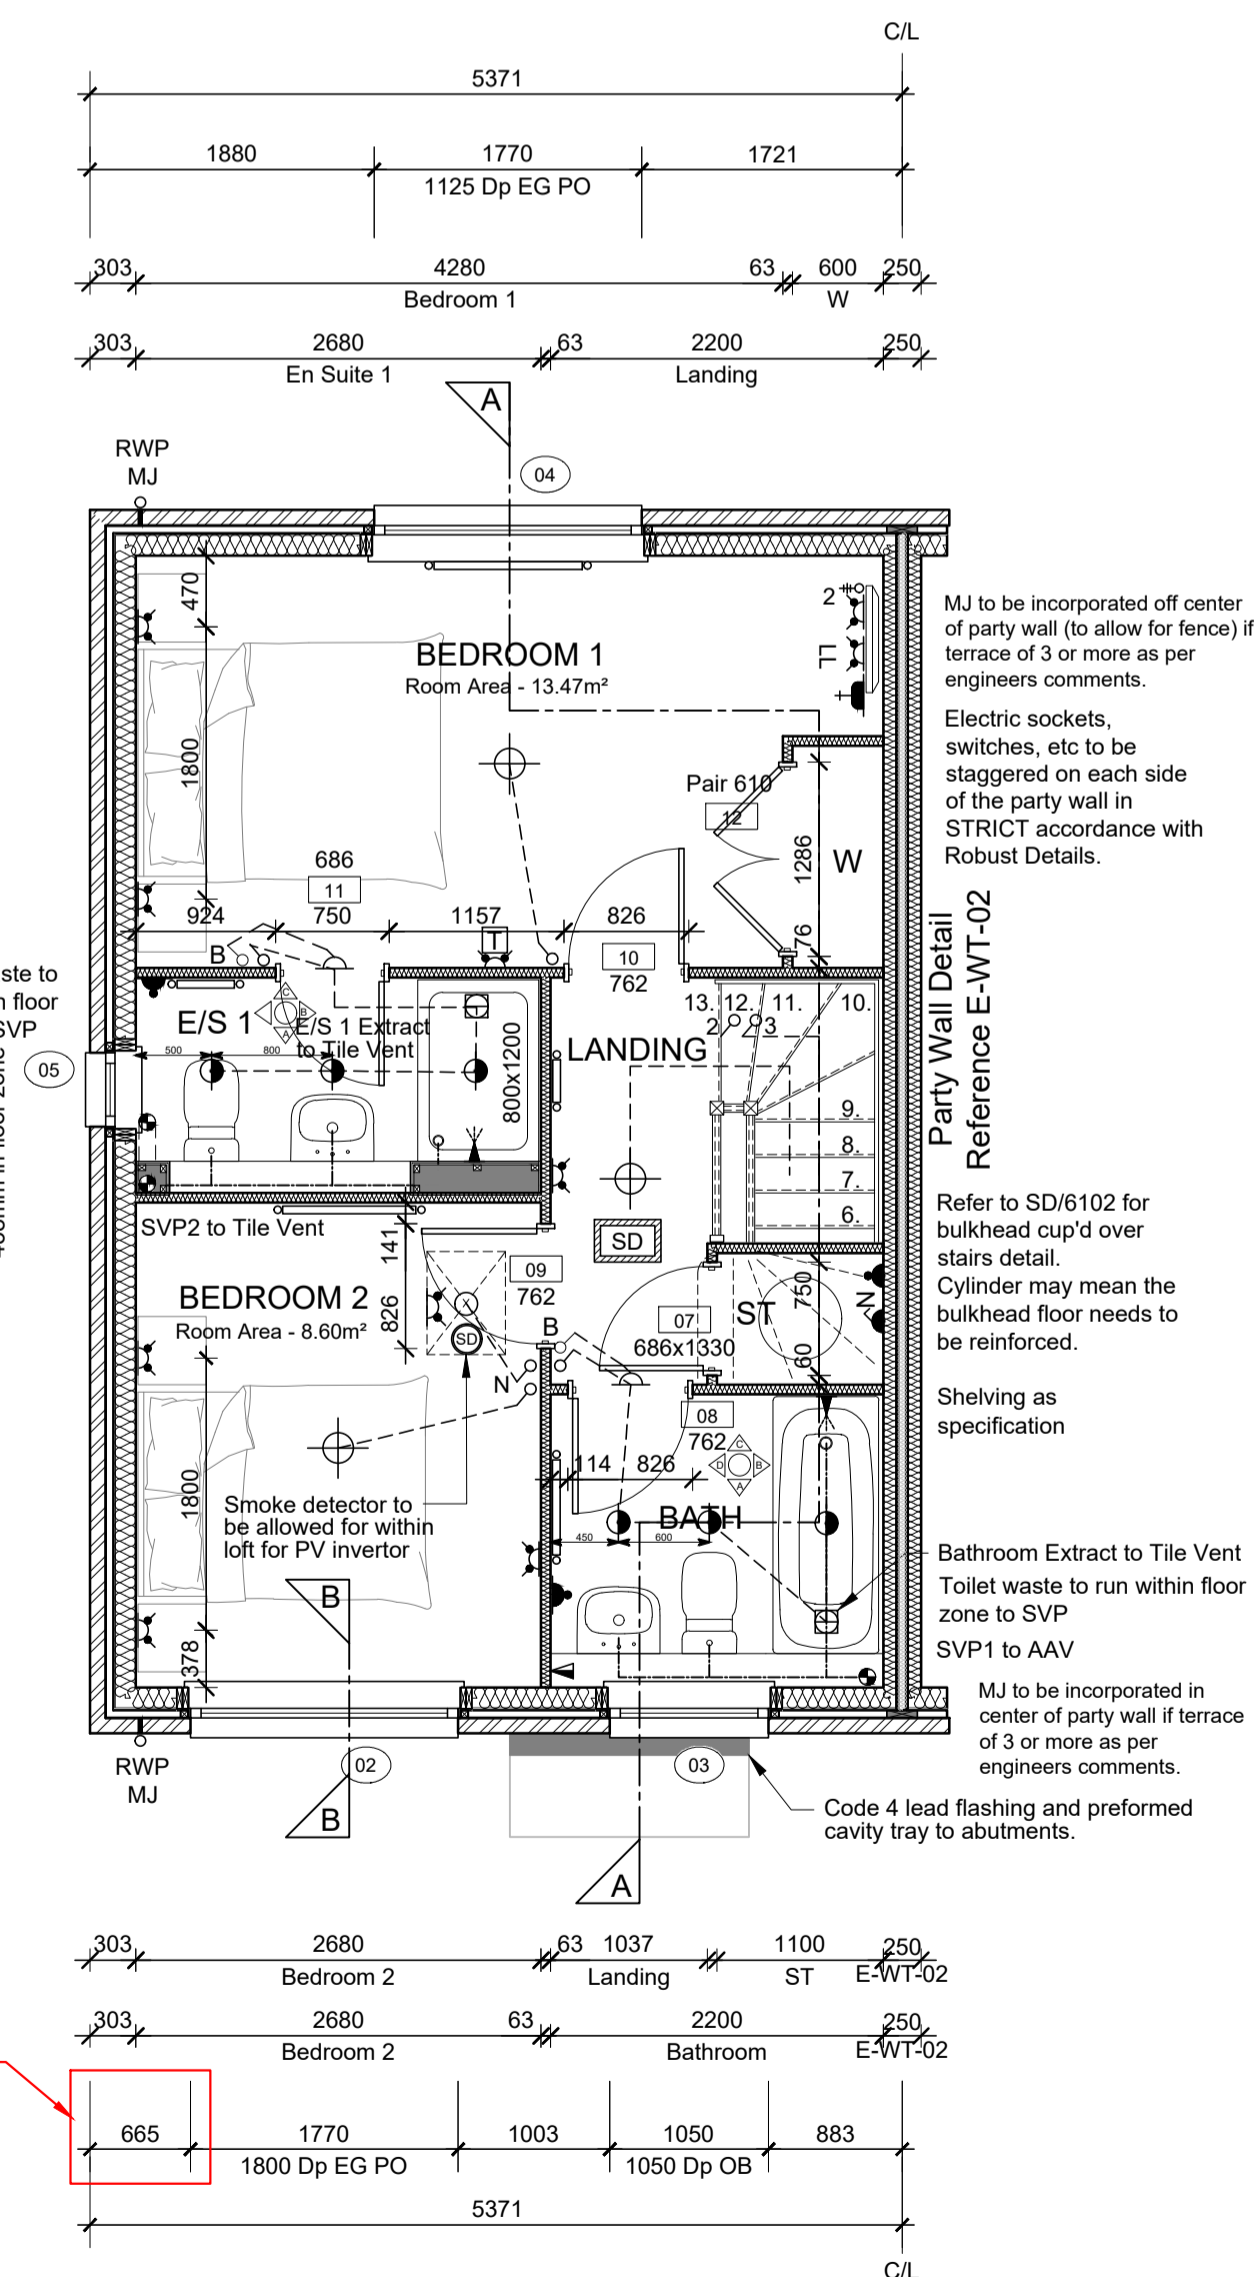 C/L
5371
1880 1770 1721
1125 Dp EG PO
303 4280 63 600 250
Bedroom 1 W
303 2680 63 2200 250
En Suite 1 Landing
A
RWP
MJ
04
470
2
MJ to be incorporated off center
of party wall (to allow for fence) if
terrace of 3 or more as per
engineers comments.
BEDROOM 1
Room Area - 13.47m²
Electric sockets,
switches, etc to be
staggered on each side
of the party wall in
STRICT accordance with
Robust Details.
1800
Pair 610
12
1286
W
686
11
924 750 1157 826
76
B
T
10
762
Party Wall Detail
Reference E-WT-02
floor
SVP
05
13. 12. 11. 10.
2 3
E/S 1
C
B
A
E/S 1 Extract
to Tile Vent
LANDING
500 800
800x1200
9.
8.
7.
6.
Refer to SD/6102 for
bulkhead cup'd over
stairs detail.
Cylinder may mean the
bulkhead floor needs to
be reinforced.
SVP2 to Tile Vent
141
SD
09
762
BEDROOM 2
Room Area - 8.60m²
826
SD
B
N
07
686x1330
ST
750
N
60
Shelving as
specification
08
762
C
D B
A
114 826
1800
Smoke detector to
be allowed for within
loft for PV invertor
BATH
450 600
Bathroom Extract to Tile Vent
Toilet waste to run within floor
zone to SVP
SVP1 to AAV
B
378
MJ to be incorporated in
center of party wall if terrace
of 3 or more as per
engineers comments.
RWP
MJ
02
03
B
Code 4 lead flashing and preformed
cavity tray to abutments.
A
303 2680 63 1037 1100 250
Bedroom 2 Landing ST E-WT-02
303 2680 63 2200 250
Bedroom 2 Bathroom E-WT-02
665 1770 1003 1050 883
1800 Dp EG PO 1050 Dp OB
5371
C/L